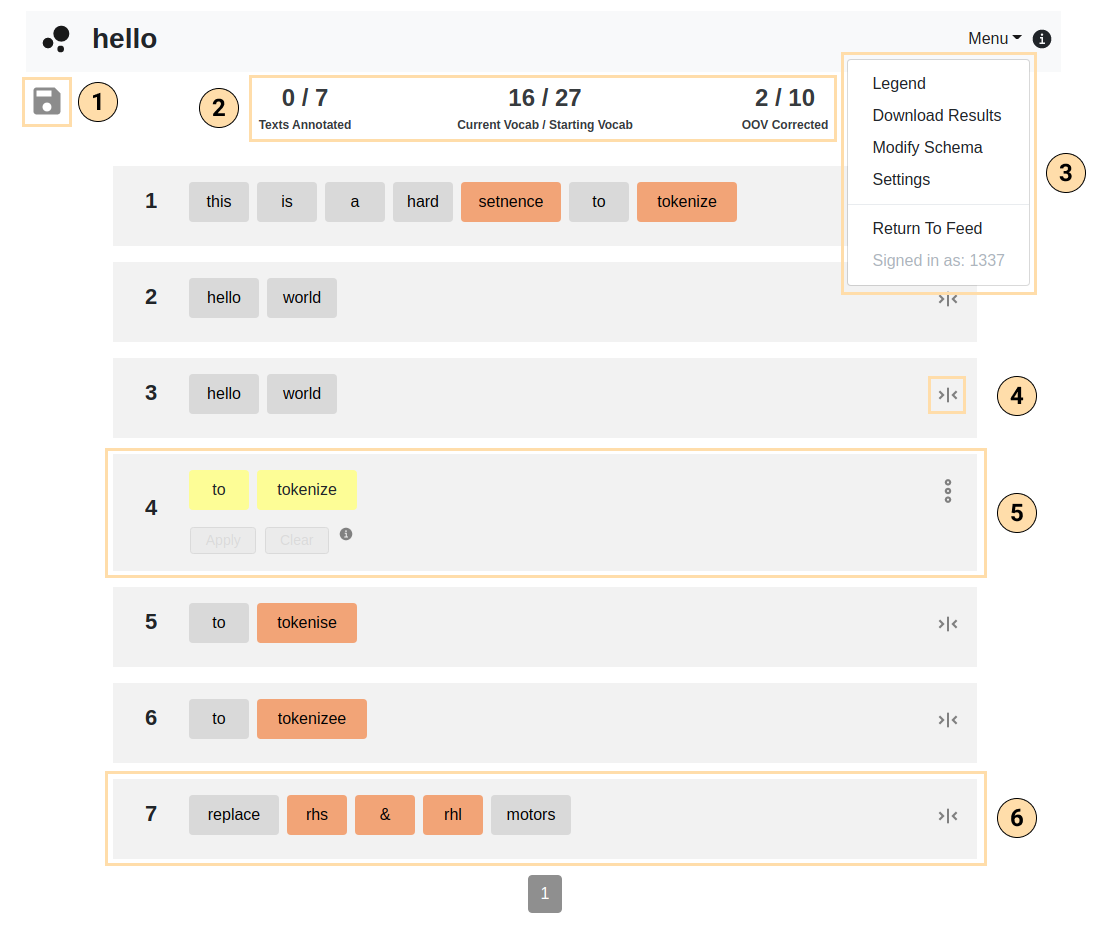 hello
Menu
1
2
0 / 7
16 / 27
2 / 10
Texts Annotated
Current Vocab / Starting Vocab
OOV Corrected
Legend
Download Results
Modify Schema
Settings
Return To Feed
Signed in as: 1337
3
1 this is a hard setnence to tokenize
2 hello world
3 hello world
4
4 to tokenize
Apply Clear
5
5 to tokenise
6 to tokenizee
7 replace rhs & rhl motors
6
1